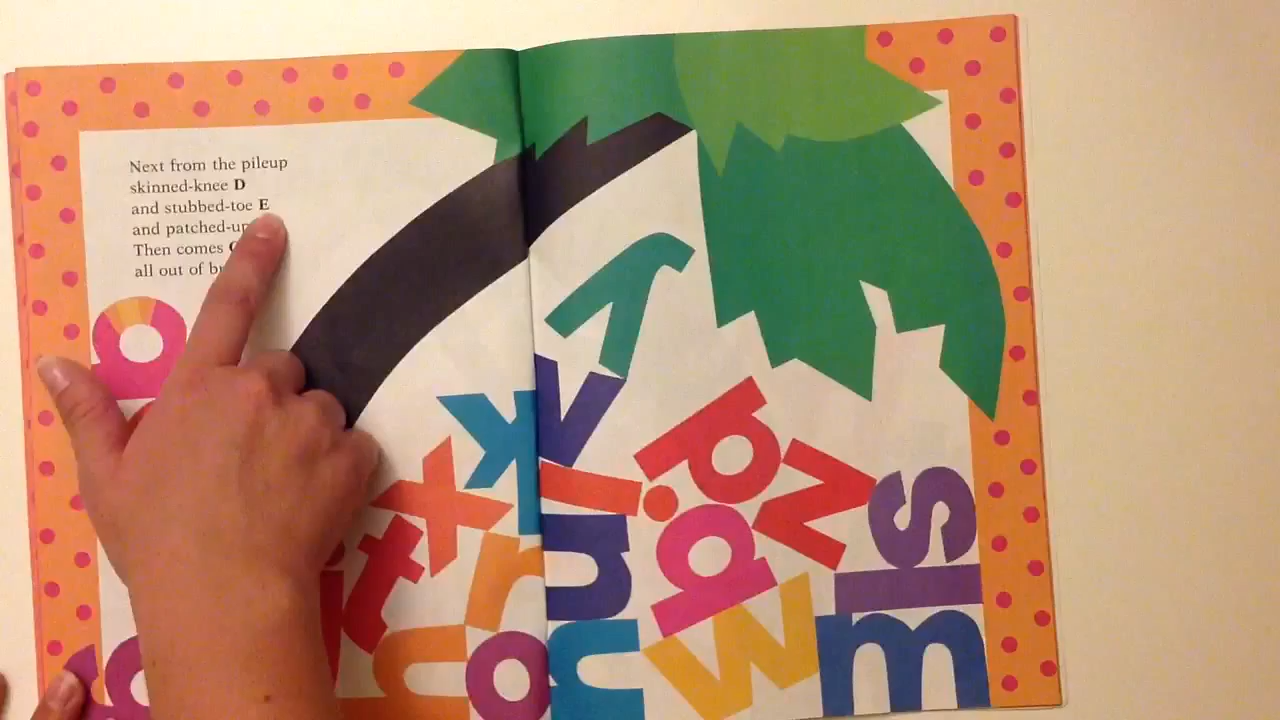 Next from the pileup
skinned-knee D
and stubbed-toe E
and patched-up
Then comes
all out of
r
v
k
x
l
p
z
s
i
q
t
r
n
l
w
m
o